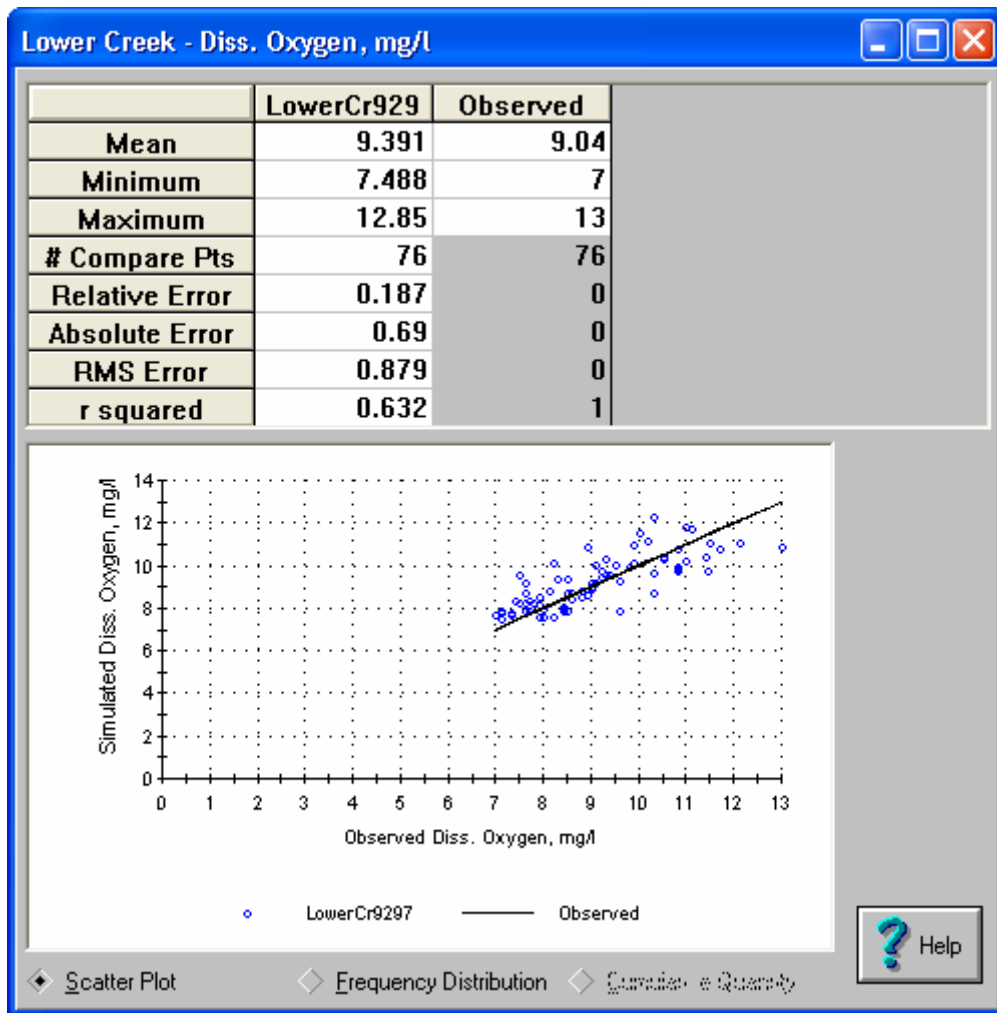 Lower Creek - Diss. Oxygen, mg/l
LowerCr929 Observed
Mean 9.391 9.04
Minimum 7.488 7
Maximum 12.85 13
# Compare Pts 76 76
Relative Error 0.187 0
Absolute Error 0.69 0
RMS Error 0.879 0
r squared 0.632 1
Simulated Diss. Oxygen, mg/l
14
12
10
8
6
4
2
0
0 1 2 3 4 5 6 7 8 9 10 11 12 13
Observed Diss. Oxygen, mg/l
LowerCr9297 Observed
? Help
Scatter Plot Frequency Distribution